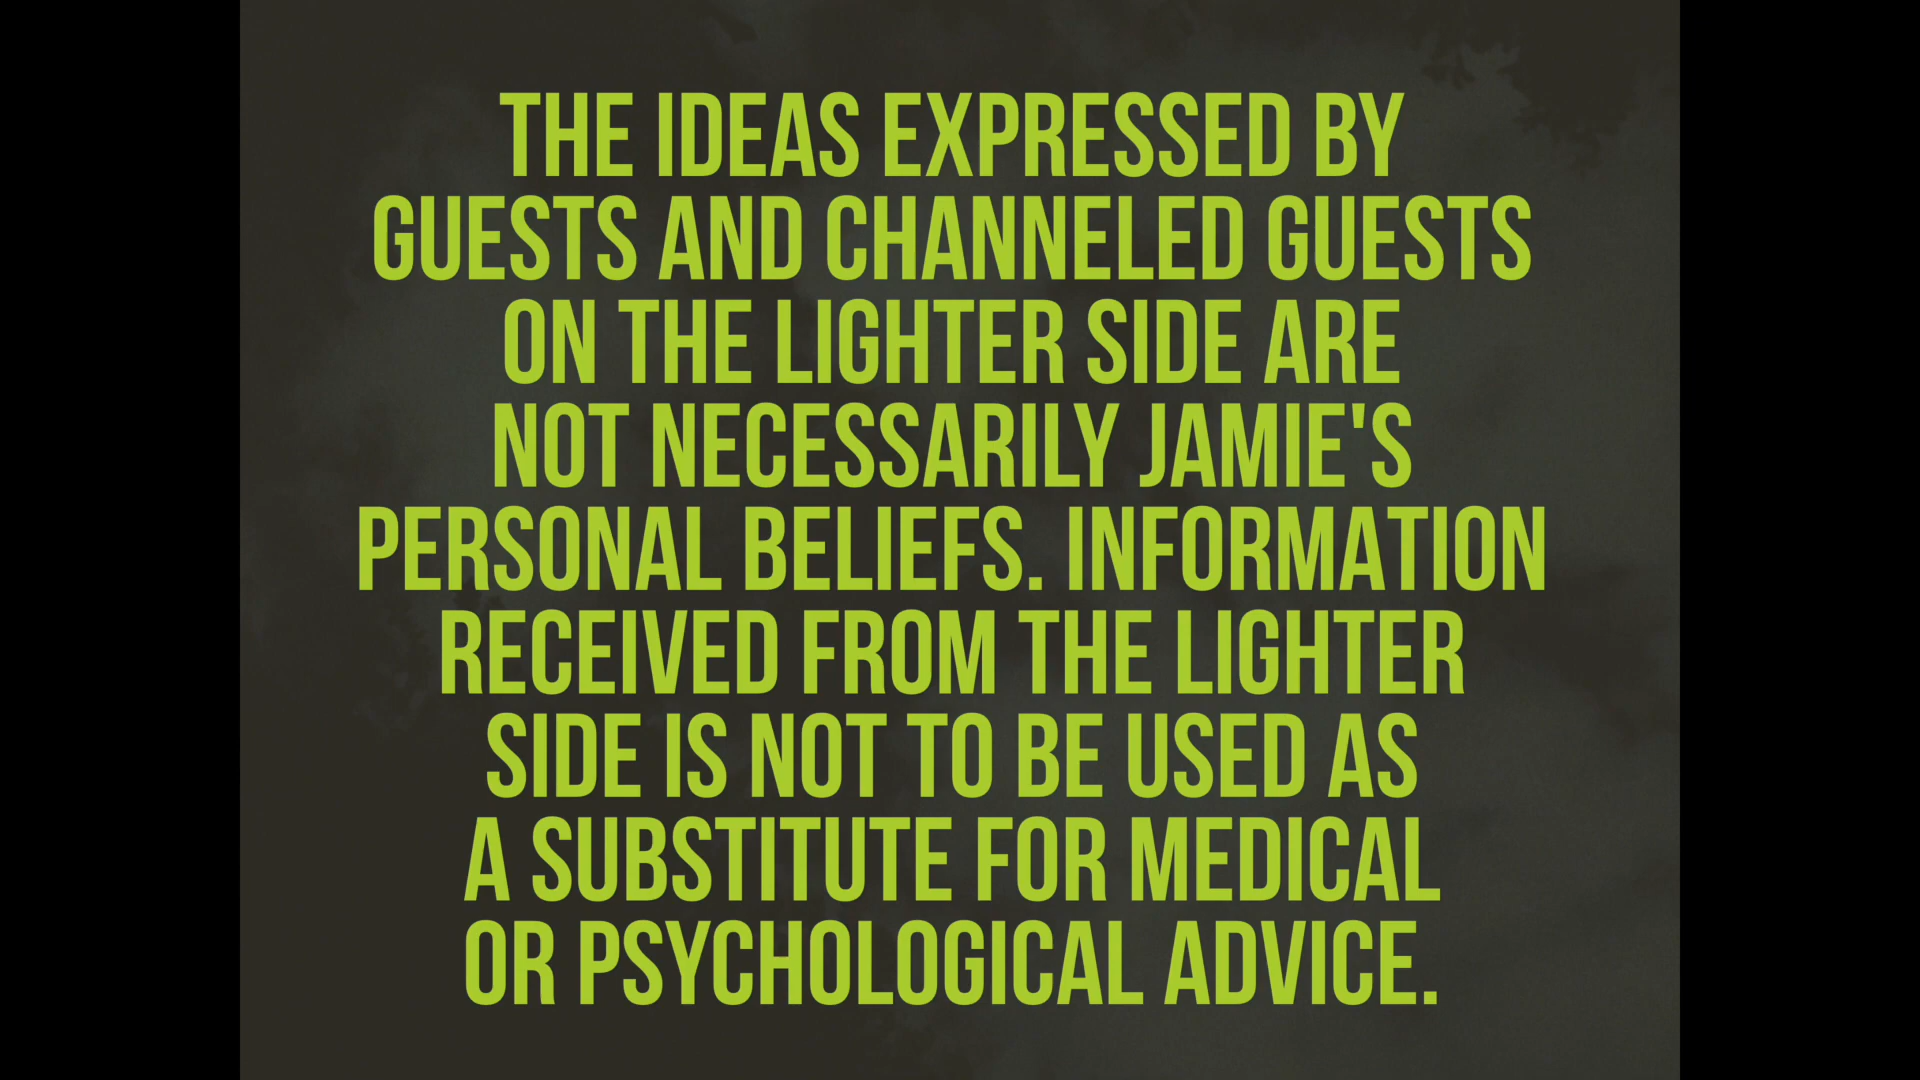 THE IDEAS EXPRESSED BY
GUESTS AND CHANNELED GUESTS
ON THE LIGHTER SIDE ARE
NOT NECESSARILY JAMIE'S
PERSONAL BELIEFS. INFORMATION
RECEIVED FROM THE LIGHTER
SIDE IS NOT TO BE USED AS
A SUBSTITUTE FOR MEDICAL
OR PSYCHOLOGICAL ADVICE.